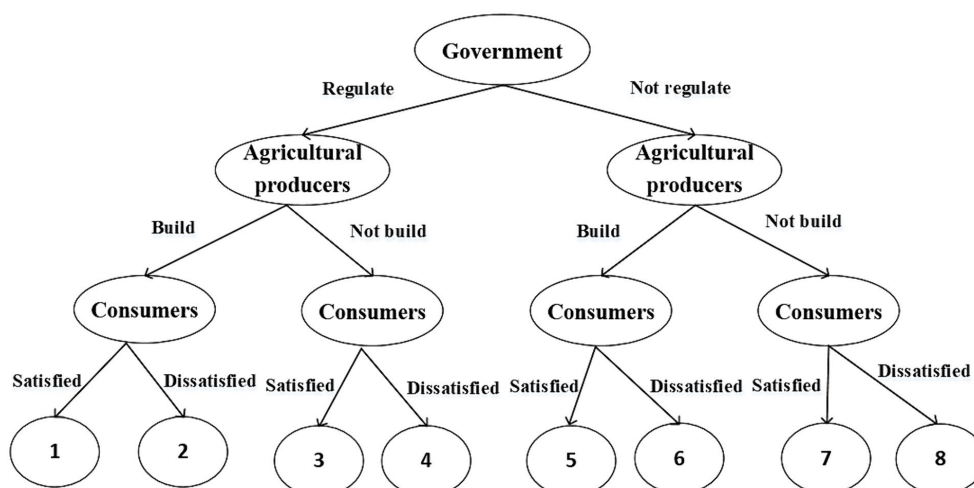 Government
Regulate
Not regulate
Agricultural
producers
Agricultural
producers
Build
Not build
Build
Not build
Consumers
Consumers
Consumers
Consumers
Satisfied
Dissatisfied
Satisfied
Dissatisfied
Satisfied
Dissatisfied
Satisfied
Dissatisfied
1
2
3
4
5
6
7
8